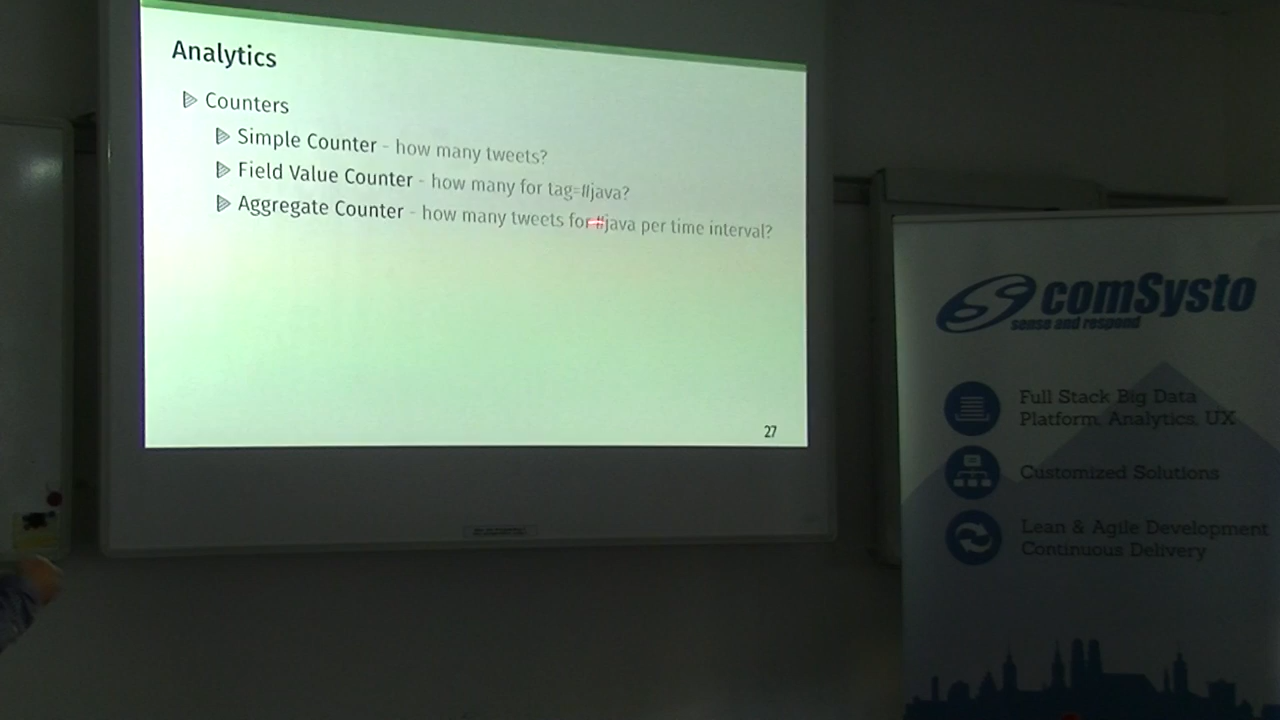 Analytics
Counters
Simple Counter - how many tweets?
Field Value Counter - how many for tag=#java?
Aggregate Counter - how many tweets for #java per time interval?
27
comSysto
sense and respond
Full Stack Big Data
Platform, Analytics, UX
Customized Solutions
Lean & Agile Development
Continuous Delivery